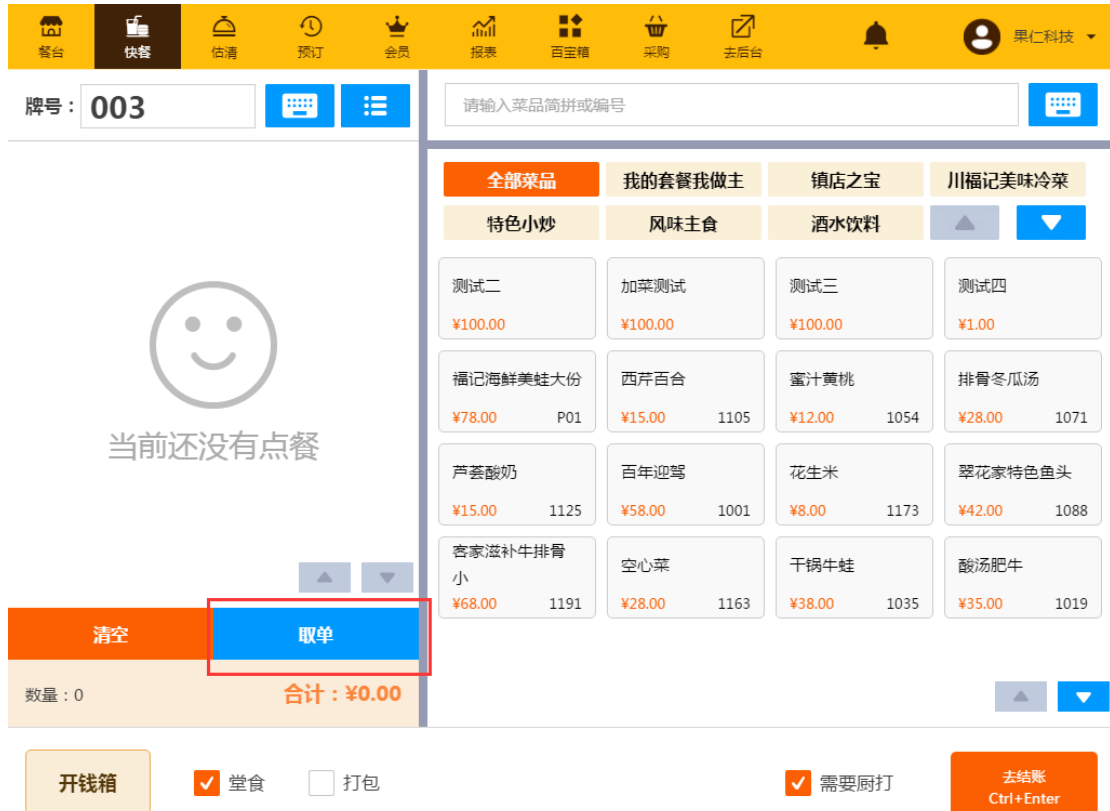 餐台 快餐 估清 预订 会员 报表 百宝箱 采购 去后台 果仁科技
牌号： 003
请输入菜品简拼或编号
全部菜品 我的套餐我做主 镇店之宝 川福记美味冷菜
特色小炒 风味主食 酒水饮料
测试二 加菜测试 测试三 测试四
¥100.00 ¥100.00 ¥100.00 ¥1.00
福记海鲜美蛙大份 西芹百合 蜜汁黄桃 排骨冬瓜汤
¥78.00 P01 ¥15.00 1105 ¥12.00 1054 ¥28.00 1071
当前还没有点餐
芦荟酸奶 百年迎驾 花生米 翠花家特色鱼头
¥15.00 1125 ¥58.00 1001 ¥8.00 1173 ¥42.00 1088
客家滋补牛排骨
小
空心菜 干锅牛蛙 酸汤肥牛
¥68.00 1191 ¥28.00 1163 ¥38.00 1035 ¥35.00 1019
清空 取单
数量：0 合计：¥0.00
开钱箱 堂食 打包 需要厨打 去结账
Ctrl+Enter